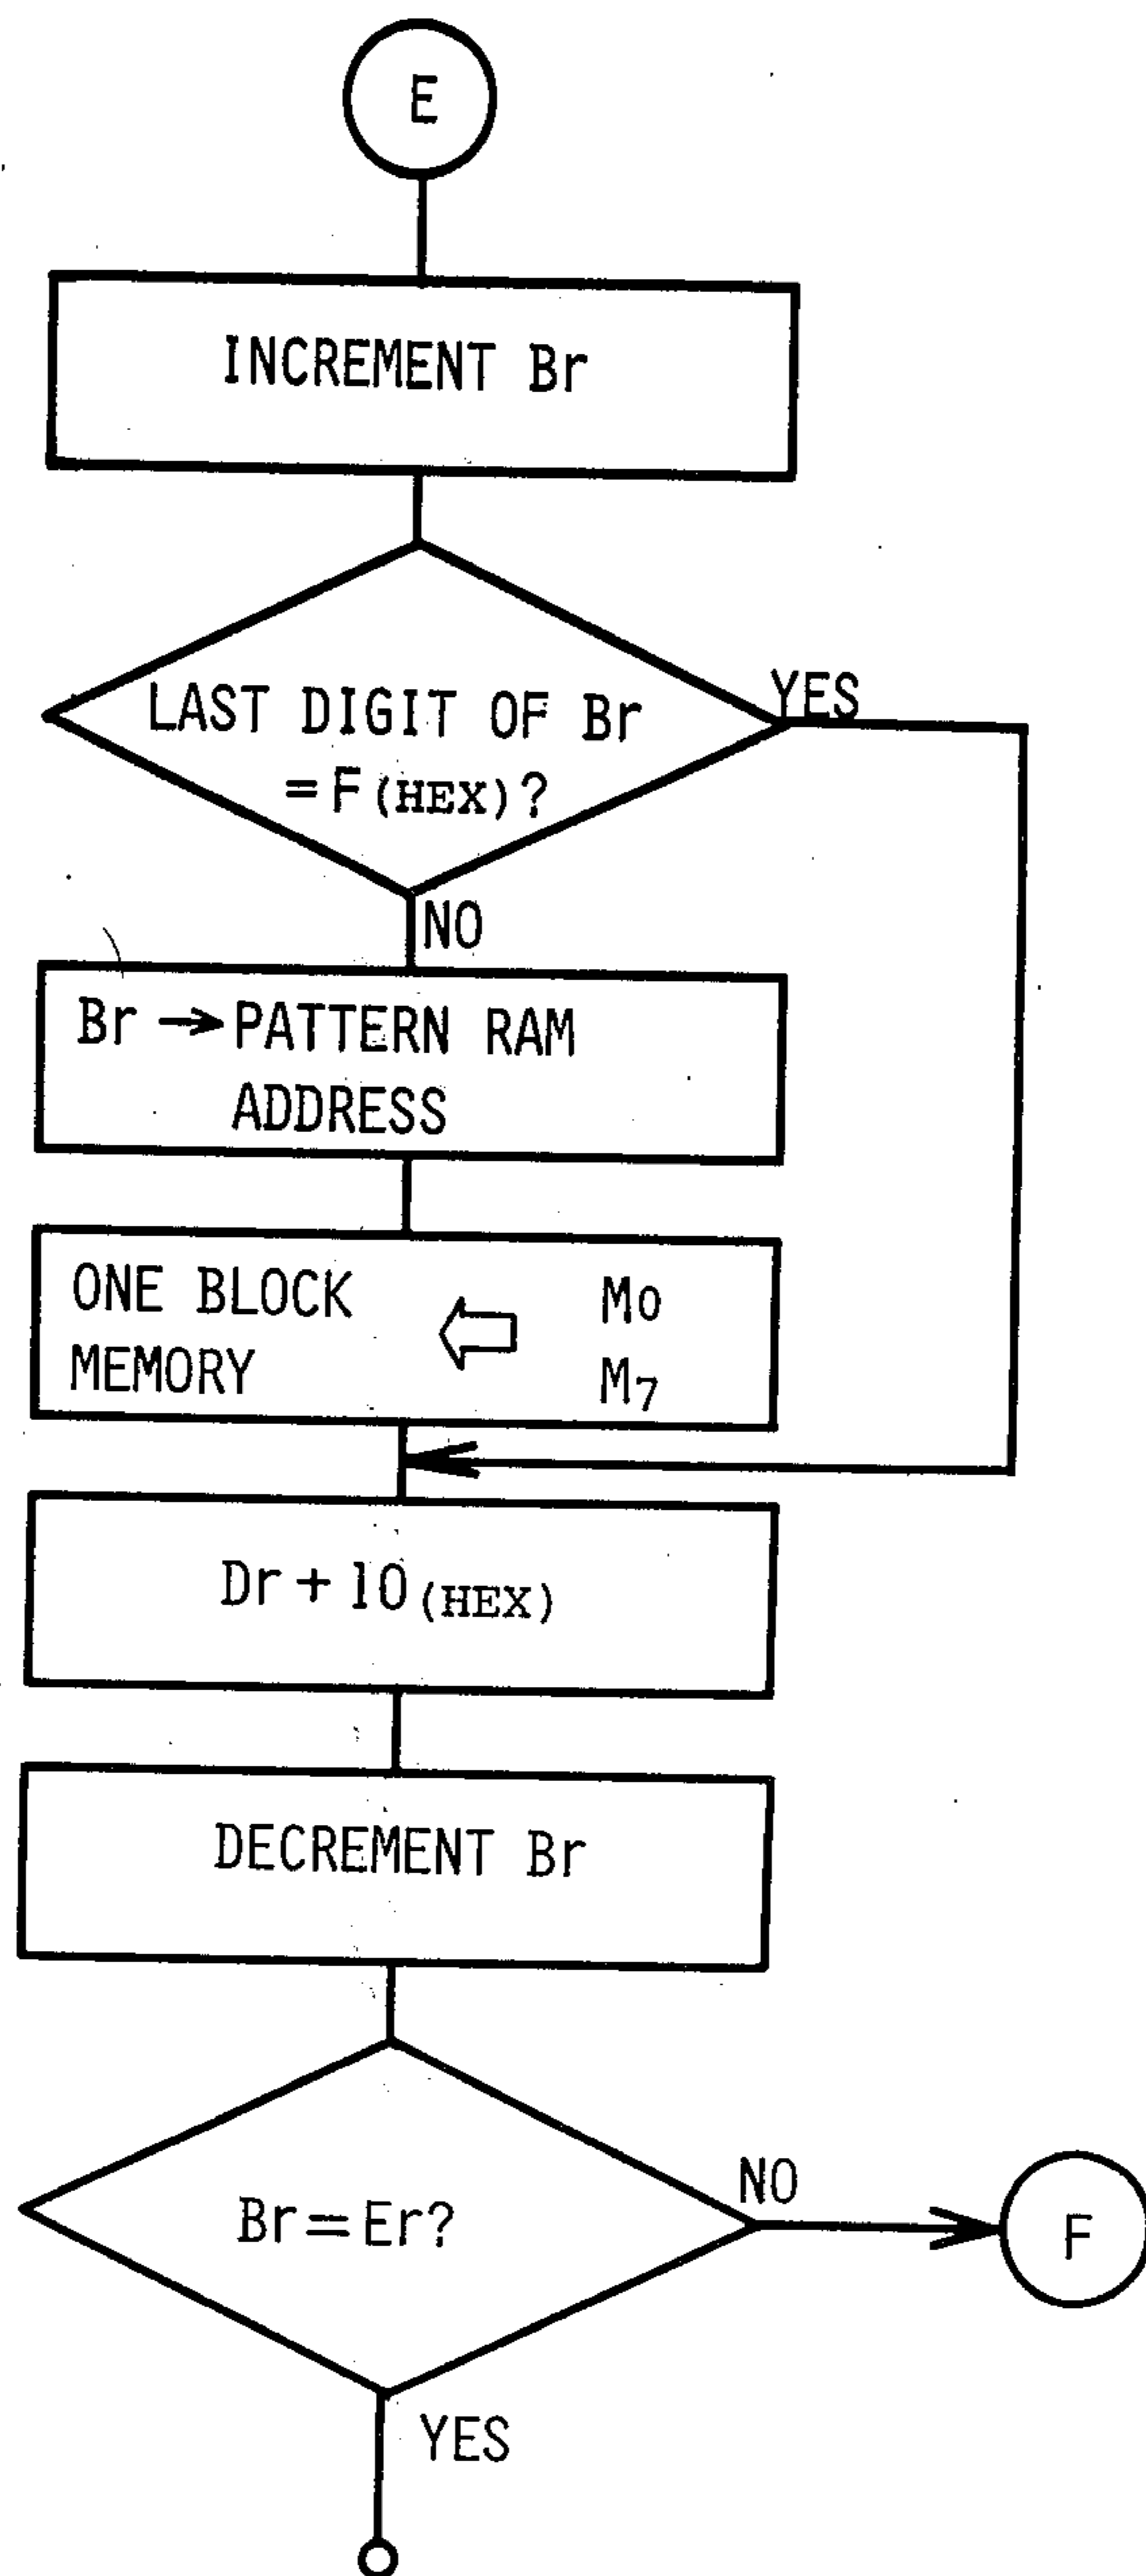 E
INCREMENT Br
LAST DIGIT OF Br
= F (HEX) ?
YES
NO
Br → PATTERN RAM
ADDRESS
ONE BLOCK
MEMORY
M0
M7
Dr + 10 (HEX)
DECREMENT Br
Br = Er?
NO
F
YES